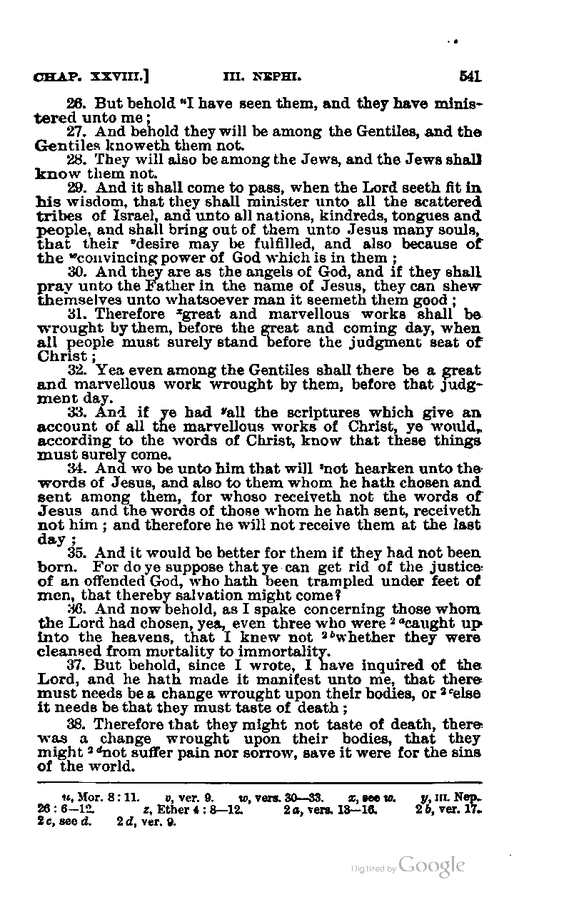 CHAP. XXVIII.] III. NEPHI. 541
26. But behold ᵘI have seen them, and they have minis-
tered unto me;
27. And behold they will be among the Gentiles, and the
Gentiles knoweth them not.
28. They will also be among the Jews, and the Jews shall
know them not.
29. And it shall come to pass, when the Lord seeth fit in
his wisdom, that they shall minister unto all the scattered
tribes of Israel, and unto all nations, kindreds, tongues and
people, and shall bring out of them unto Jesus many souls,
that their ᵛdesire may be fulfilled, and also because of
the ʷconvincing power of God which is in them;
30. And they are as the angels of God, and if they shall
pray unto the Father in the name of Jesus, they can shew
themselves unto whatsoever man it seemeth them good;
31. Therefore ˣgreat and marvellous works shall be
wrought by them, before the great and coming day, when
all people must surely stand before the judgment seat of
Christ;
32. Yea even among the Gentiles shall there be a great
and marvellous work wrought by them, before that judg-
ment day.
33. And if ye had ʸall the scriptures which give an
account of all the marvellous works of Christ, ye would,
according to the words of Christ, know that these things
must surely come.
34. And wo be unto him that will ᶻnot hearken unto the
words of Jesus, and also to them whom he hath chosen and
sent among them, for whoso receiveth not the words of
Jesus and the words of those whom he hath sent, receiveth
not him; and therefore he will not receive them at the last
day;
35. And it would be better for them if they had not been
born. For do ye suppose that ye can get rid of the justice
of an offended God, who hath been trampled under feet of
men, that thereby salvation might come?
36. And now behold, as I spake concerning those whom
the Lord had chosen, yea, even three who were ²ᵃcaught up
into the heavens, that I knew not ²ᵇwhether they were
cleansed from mortality to immortality.
37. But behold, since I wrote, I have inquired of the
Lord, and he hath made it manifest unto me, that there
must needs be a change wrought upon their bodies, or ²ᶜelse
it needs be that they must taste of death;
38. Therefore that they might not taste of death, there
was a change wrought upon their bodies, that they
might ²ᵈnot suffer pain nor sorrow, save it were for the sins
of the world.
u, Mor. 8:11. v, ver. 9. w, vers. 30—33. x, see w. y, III. Nep.
26:6—12. z, Ether 4:8—12. 2a, vers. 13—16. 2b, ver. 17.
2c, see d. 2d, ver. 9.
Digitized by Google